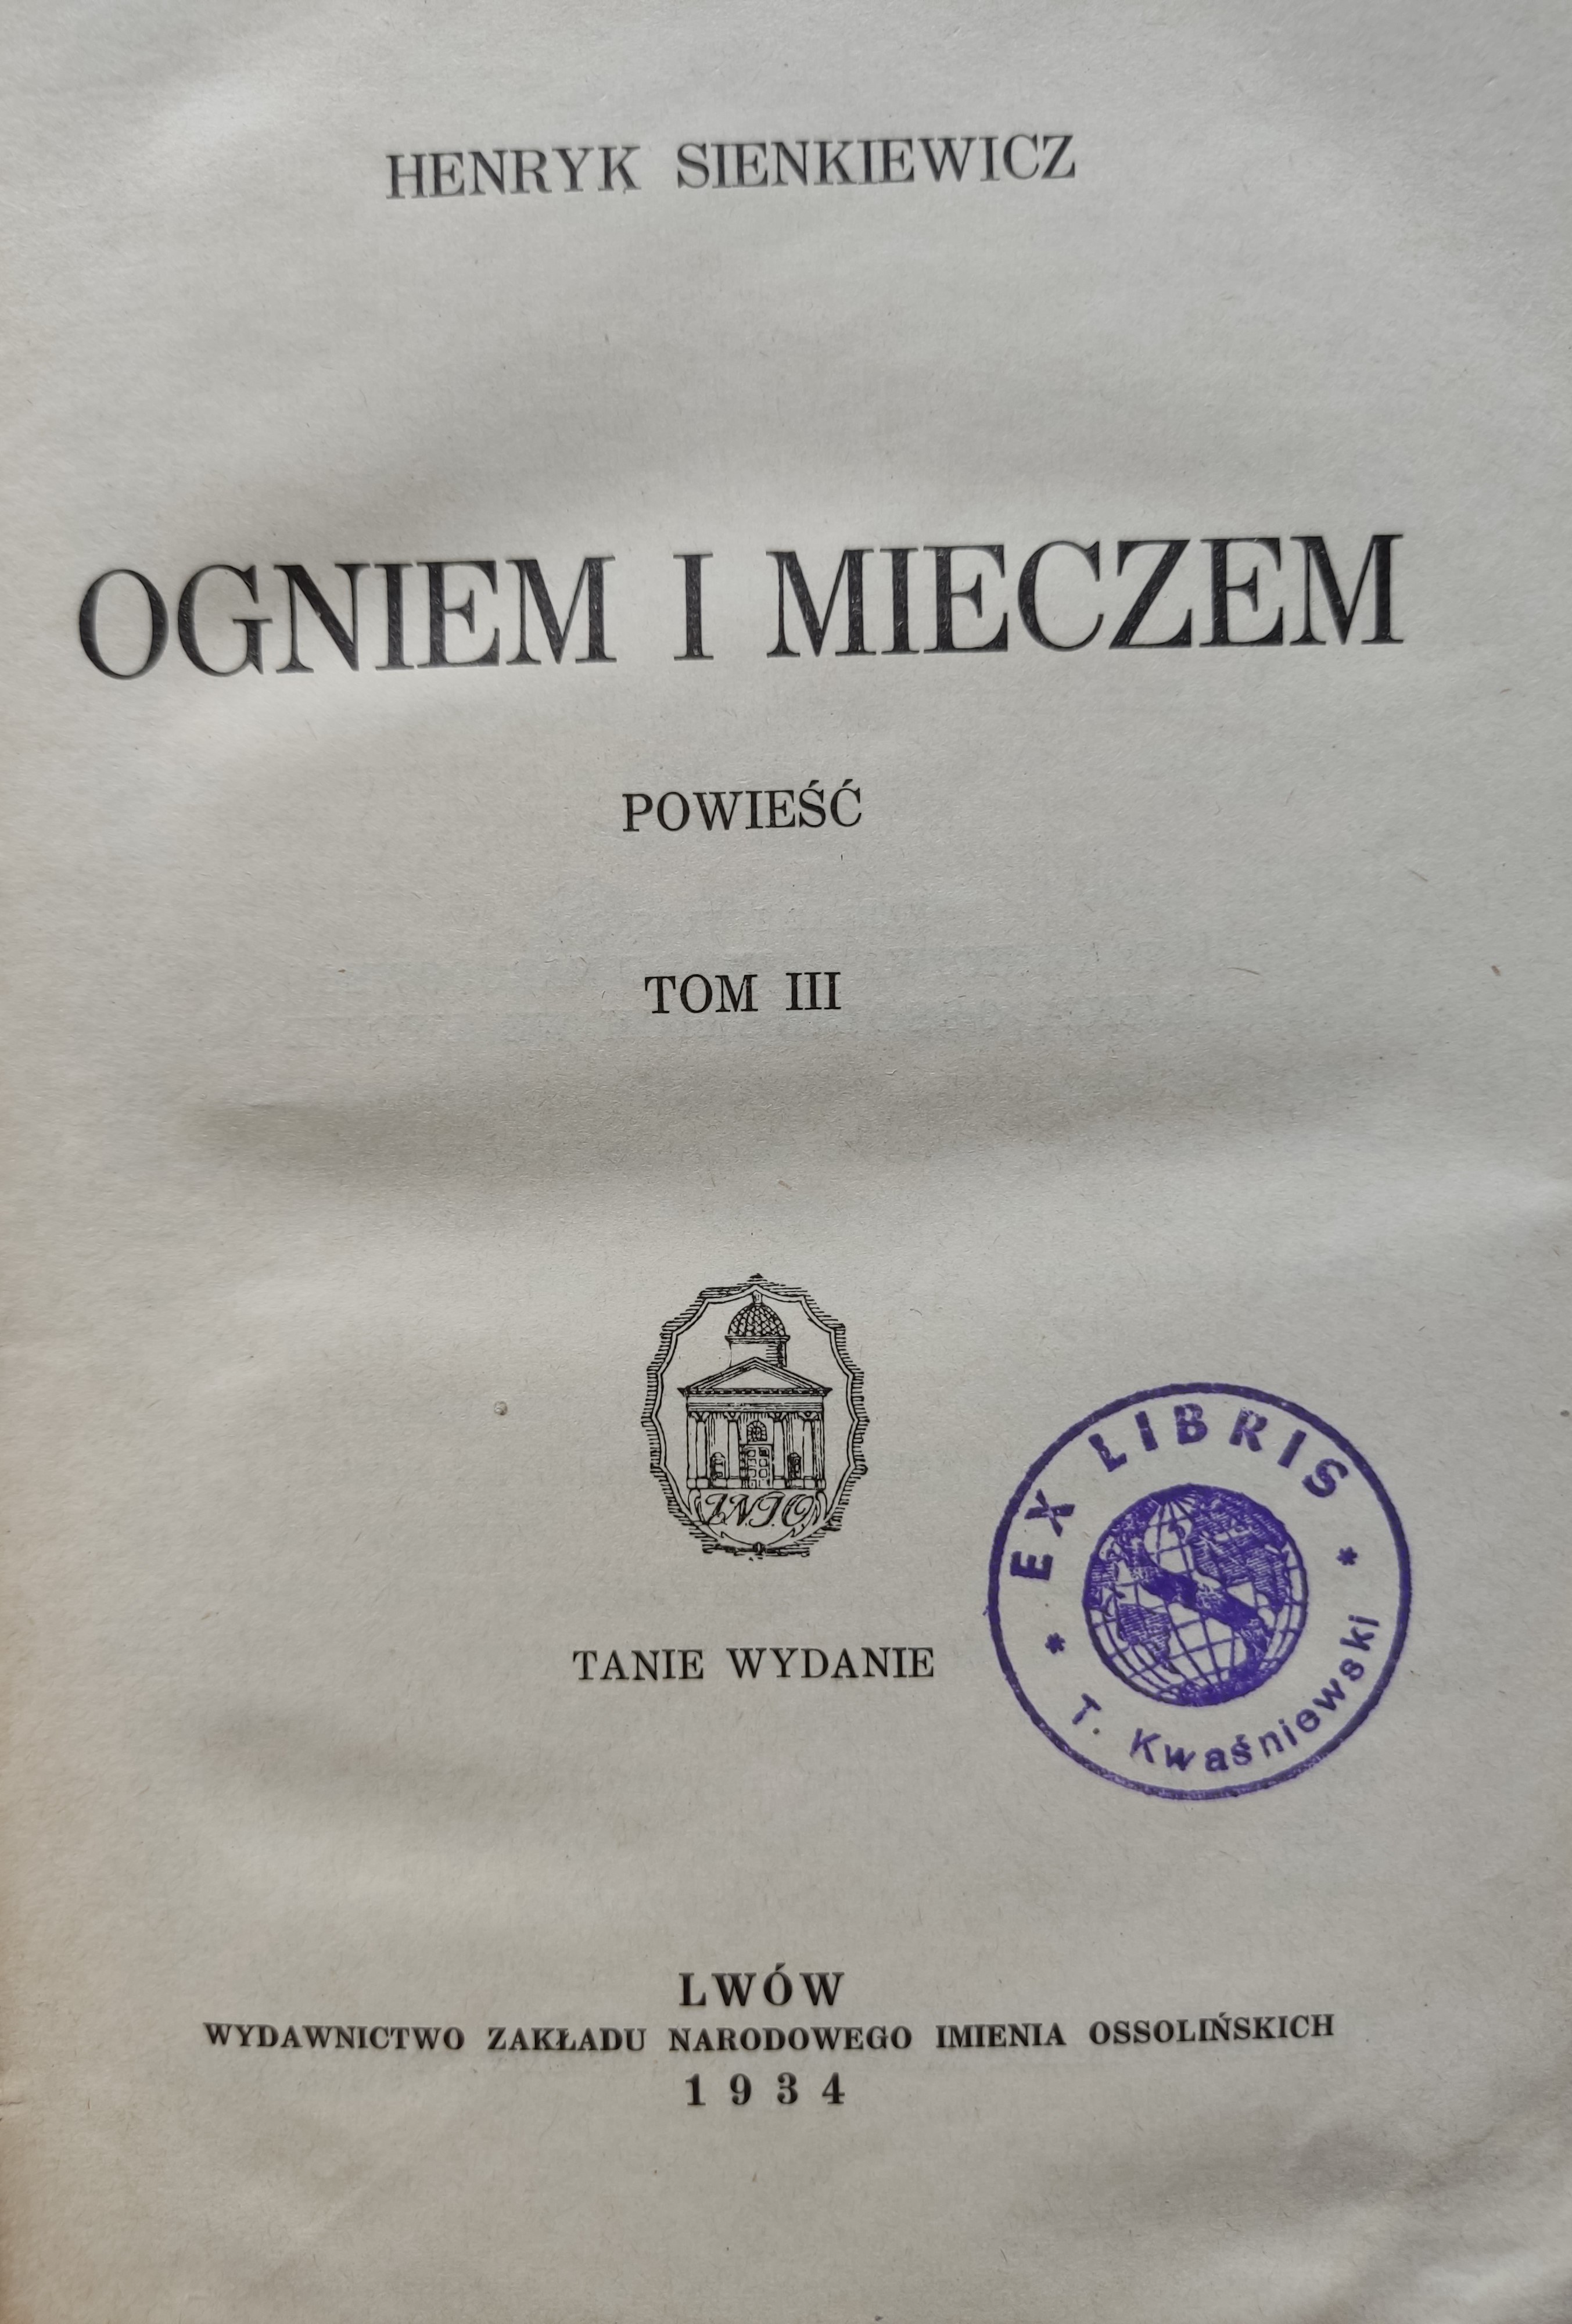 HENRYK SIENKIEWICZ
OGNIEM I MIECZEM
POWIEŚĆ
TOM III
Z.N.I.O.
TANIE WYDANIE
* EX LIBRIS *
T. Kwaśniewski
LWÓW
WYDAWNICTWO ZAKŁADU NARODOWEGO IMIENIA OSSOLIŃSKICH
1934